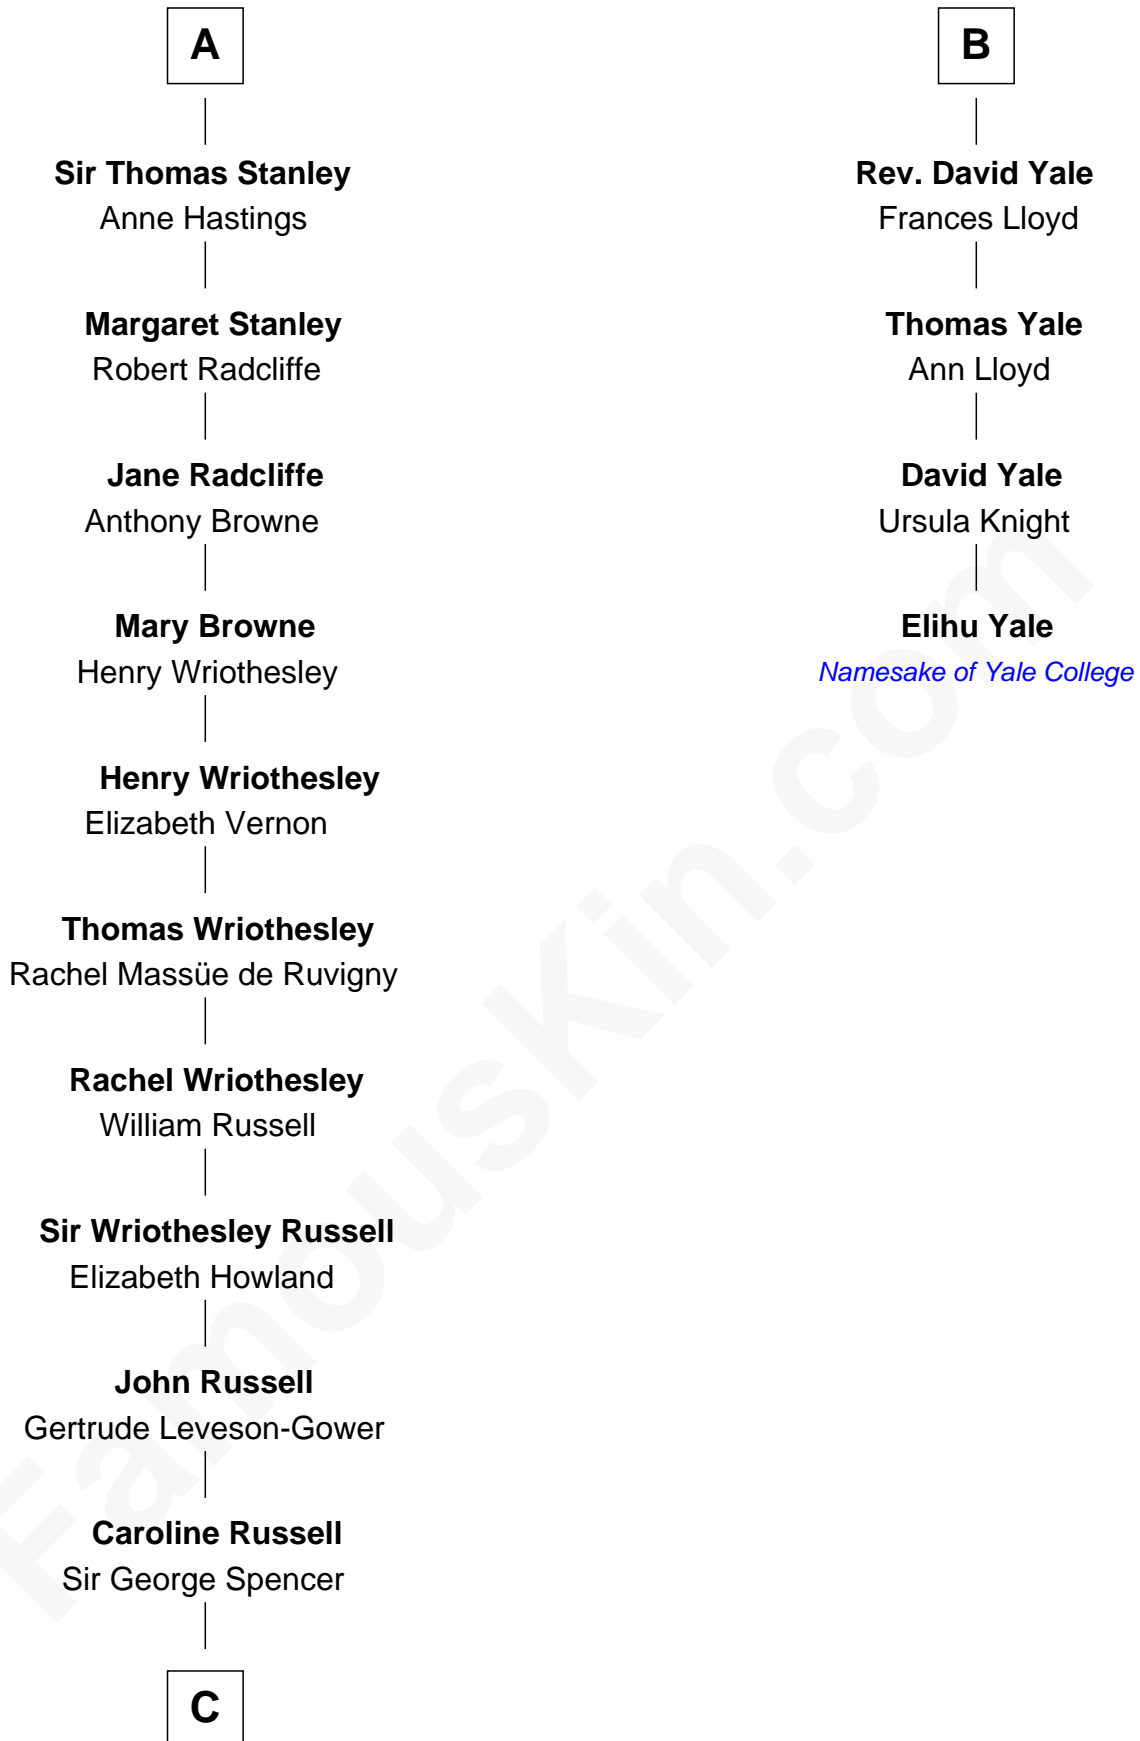 A
Sir Thomas Stanley
Anne Hastings
Margaret Stanley
Robert Radcliffe
Jane Radcliffe
Anthony Browne
Mary Browne
Henry Wriothesley
Henry Wriothesley
Elizabeth Vernon
Thomas Wriothesley
Rachel Massüe de Ruvigny
Rachel Wriothesley
William Russell
Sir Wriothesley Russell
Elizabeth Howland
John Russell
Gertrude Leveson-Gower
Caroline Russell
Sir George Spencer
C
B
Rev. David Yale
Frances Lloyd
Thomas Yale
Ann Lloyd
David Yale
Ursula Knight
Elihu Yale
Namesake of Yale College
FamousKin.com